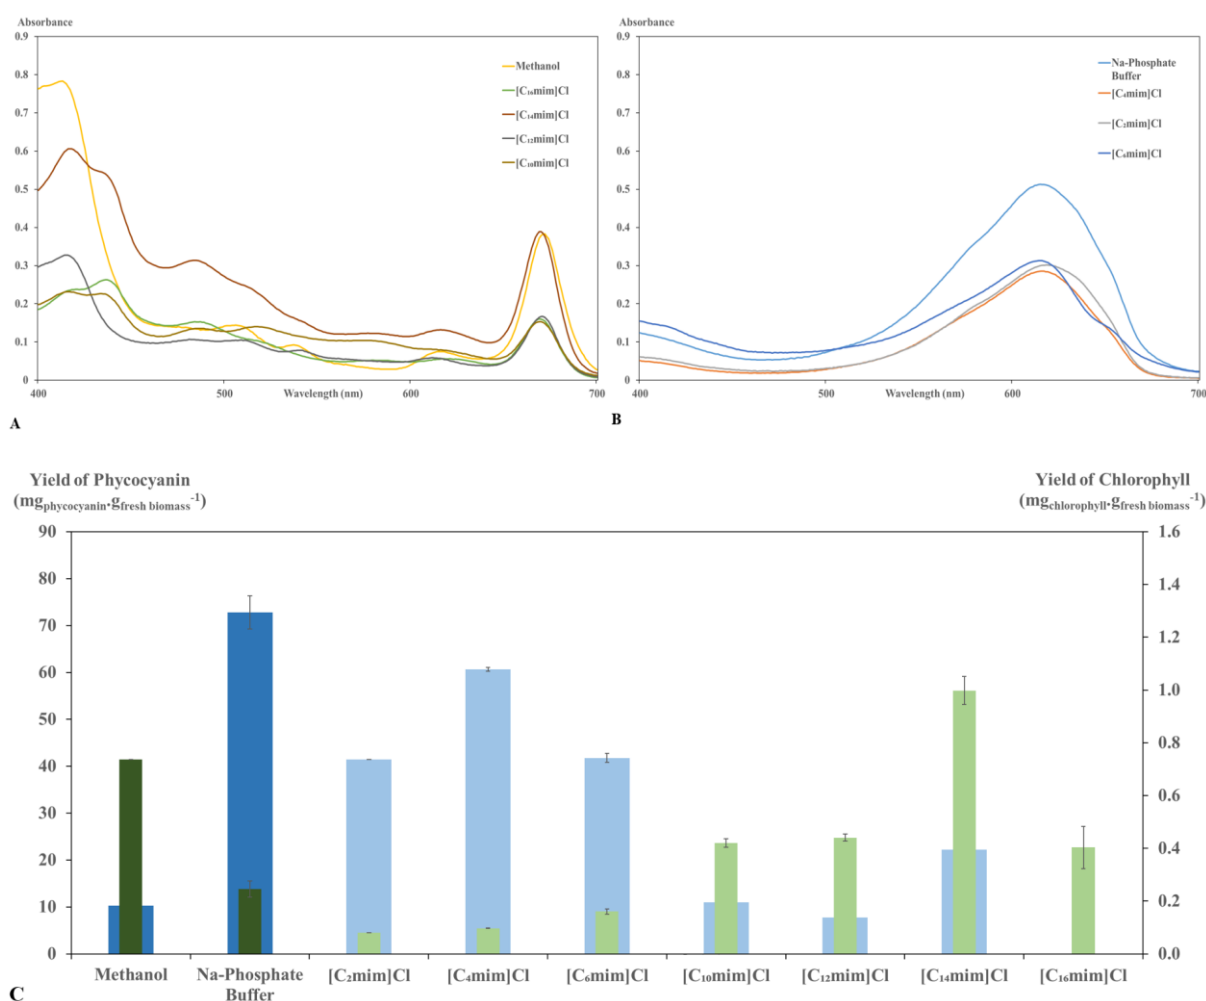 Absorbance
0.9
0.8
0.7
0.6
0.5
0.4
0.3
0.2
0.1
0
400
500
Wavelength (nm)
600
700
Methanol
[C₁₆mim]Cl
[C₁₄mim]Cl
[C₁₂mim]Cl
[C₁₀mim]Cl
A
Absorbance
0.9
0.8
0.7
0.6
0.5
0.4
0.3
0.2
0.1
0
400
500
Wavelength (nm)
600
700
Na-Phosphate
Buffer
[C₄mim]Cl
[C₂mim]Cl
[C₆mim]Cl
B
Yield of Phycocyanin
(mg phycocyanin.g fresh biomass⁻¹)
Yield of Chlorophyll
(mg chlorophyll.g fresh biomass⁻¹)
90
80
70
60
50
40
30
20
10
0
1.6
1.4
1.2
1.0
0.8
0.6
0.4
0.2
0.0
Methanol
Na-Phosphate
Buffer
[C₂mim]Cl
[C₄mim]Cl
[C₆mim]Cl
[C₁₀mim]Cl
[C₁₂mim]Cl
[C₁₄mim]Cl
[C₁₆mim]Cl
C